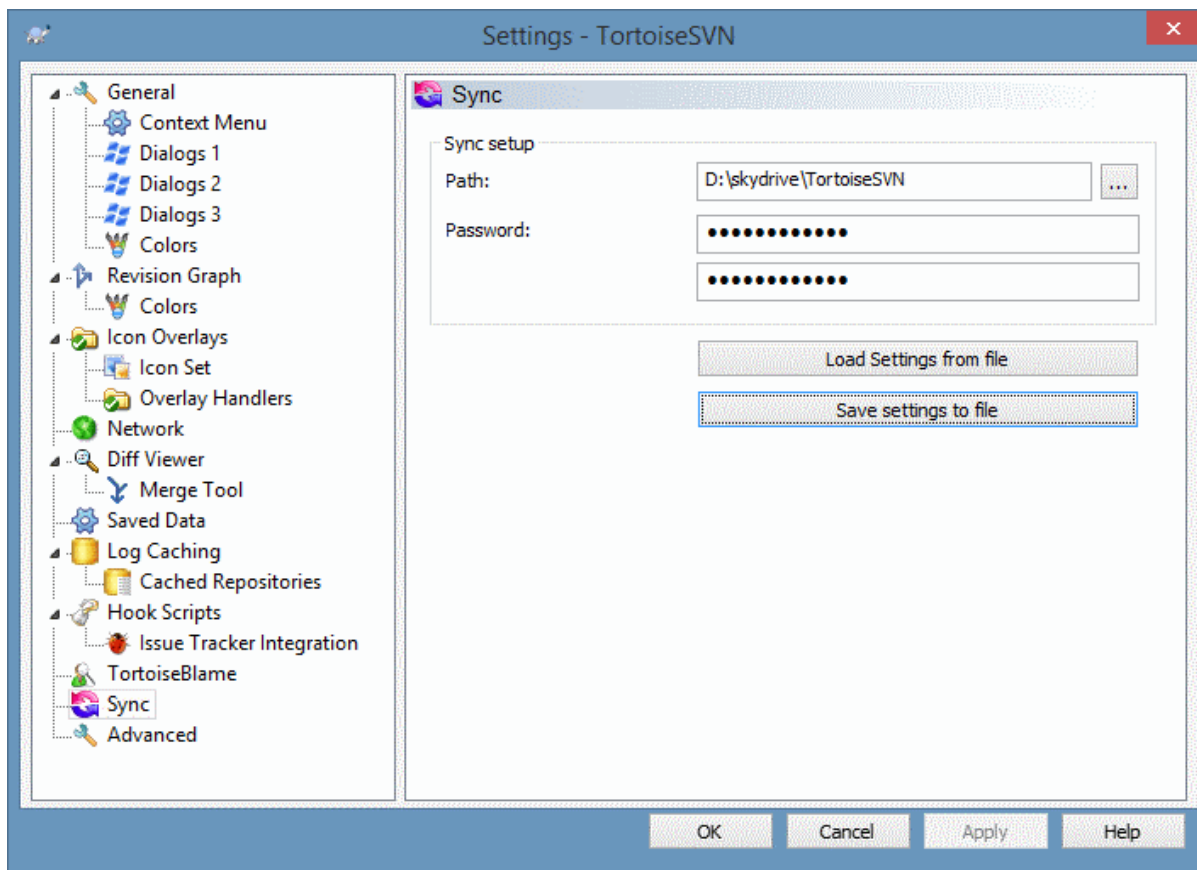 Settings - TortoiseSVN
General
Context Menu
Dialogs 1
Dialogs 2
Dialogs 3
Colors
Revision Graph
Colors
Icon Overlays
Icon Set
Overlay Handlers
Network
Diff Viewer
Merge Tool
Saved Data
Log Caching
Cached Repositories
Hook Scripts
Issue Tracker Integration
TortoiseBlame
Sync
Advanced
Sync
Sync setup
Path:
D:\skydrive\TortoiseSVN
...
Password:
●●●●●●●●●●●●
●●●●●●●●●●●●
Load Settings from file
Save settings to file
OK
Cancel
Apply
Help